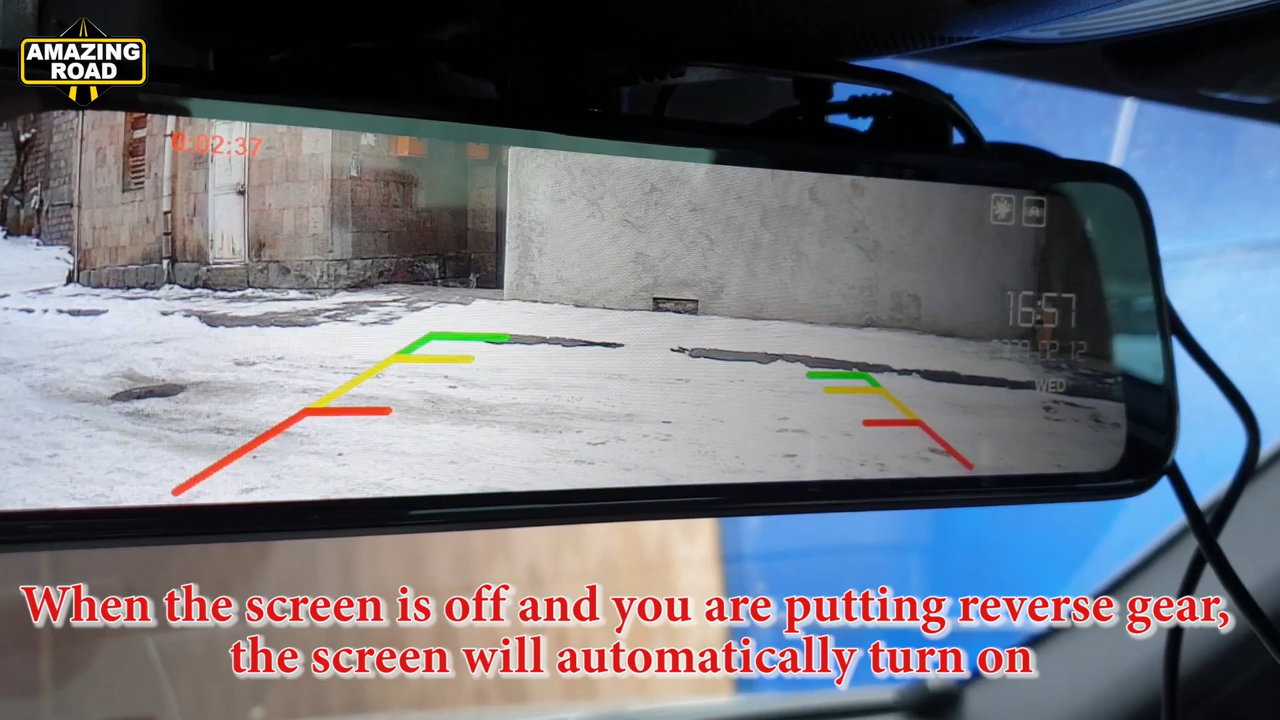 AMAZING
ROAD
0:02:37
16:57
WED
When the screen is off and you are putting reverse gear,
the screen will automatically turn on